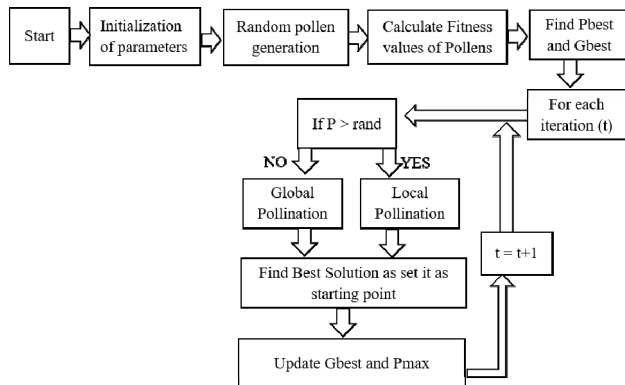 Start
Initialization
of parameters
Random pollen
generation
Calculate Fitness
values of Pollens
Find Pbest
and Gbest
For each
iteration (t)
If P > rand
NO
YES
Global
Pollination
Local
Pollination
Find Best Solution as set it as
starting point
t = t+1
Update Gbest and Pmax